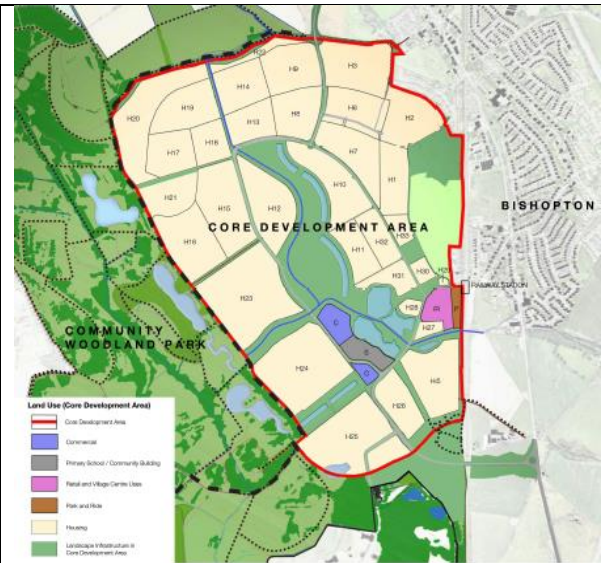 H22
H9
H3
H14
H19
H20
H13
H8
H6
H2
H16
H17
H7
H10
H1
H21
H15
H12
CORE DEVELOPMENT AREA
BISHOPTON
H18
H11
H32
H33
H31
H30
H29
RAILWAY STATION
H23
H28
R
P
H27
COMMUNITY
WOODLAND PARK
C
S
C
H24
H5
H26
H25
Land Use (Core Development Area)
Core Development Area
Commercial
Primary School / Community Building
Retail and Village Centre Uses
Park and Ride
Housing
Landscape Infrastructure in
Core Development Area